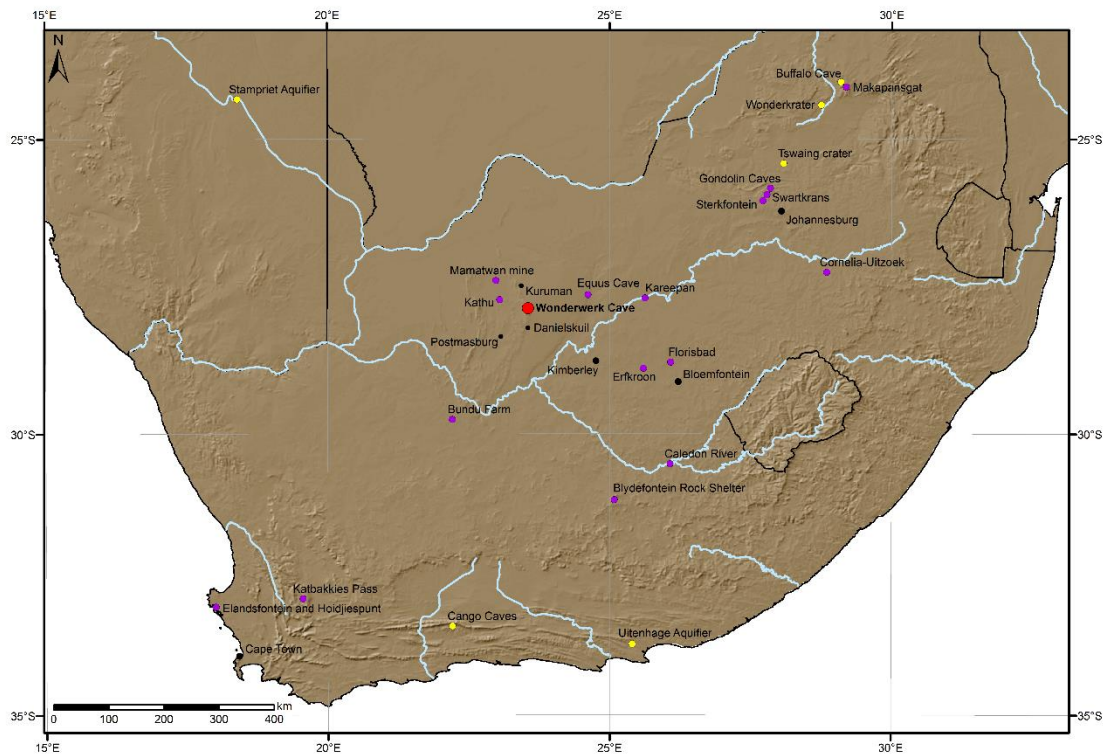 15°E 20°E 25°E 30°E
N
Buffalo Cave
Stampriet Aquifier
Makapansgat
Wonderkrater
25°S 25°S
Tswaing crater
Gondolin Caves
Swartkrans
Sterkfontein
Johannesburg
Cornelia-Uitzoek
Mamatwan mine
Equus Cave
Kuruman
Kareepan
Kathu
Wonderwerk Cave
Danielskuil
Postmasburg
Florisbad
Kimberley
Erfkroon
Bloemfontein
Bundu Farm
30°S 30°S
Caledon River
Blydefontein Rock Shelter
Katbakkies Pass
Elandsfontein and Hoidjiespunt
Cango Caves
Uitenhage Aquifier
Cape Town
km
0 100 200 300 400
35°S 35°S
15°E 20°E 25°E 30°E